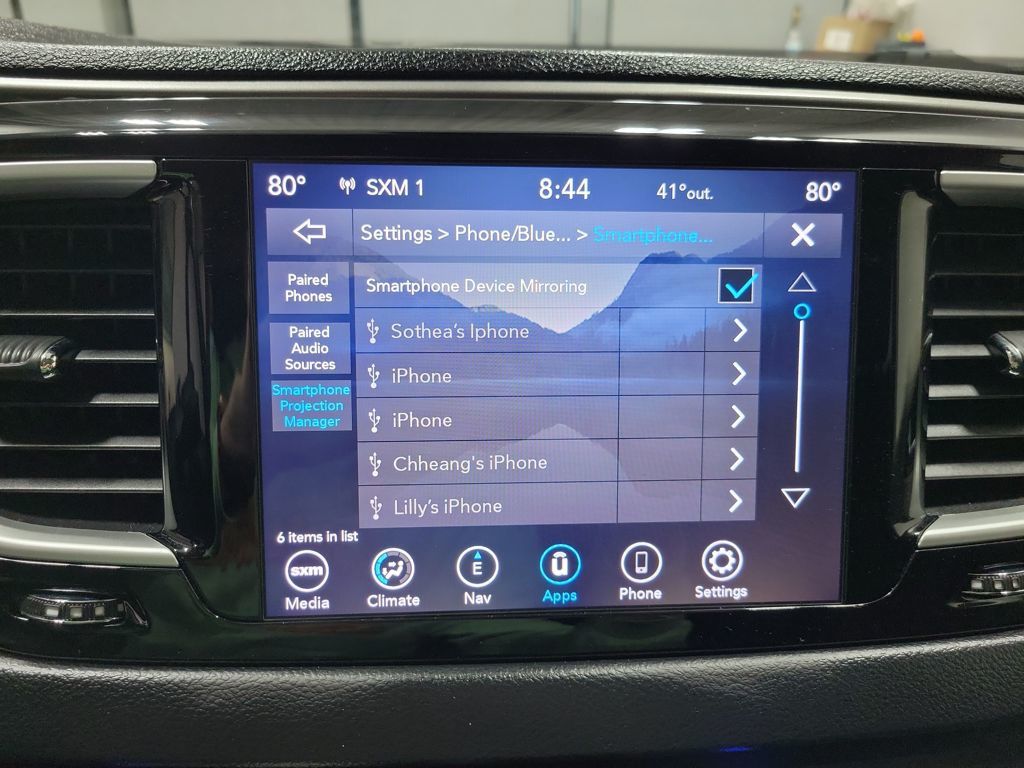 80° SXM 1 8:44 41°out. 80°
Settings > Phone/Blue... > Smartphone...
Paired
Phones
Paired
Audio
Sources
Smartphone
Projection
Manager
Smartphone Device Mirroring
Sothea's Iphone
iPhone
iPhone
Chheang's iPhone
Lilly's iPhone
6 items in list
sxm E u
Media Climate Nav Apps Phone Settings